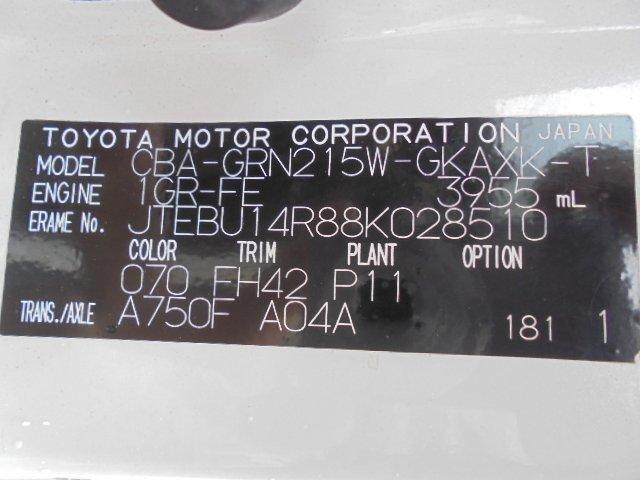 TOYOTA MOTOR CORPORATION JAPAN
MODEL CBA-GRN215W-GKAXK-T
ENGINE 1GR-FE 3955 mL
FRAME No. JTEBU14R88K028510
COLOR TRIM PLANT OPTION
070 FH42 P11
TRANS./AXLE A750F A04A 181 1